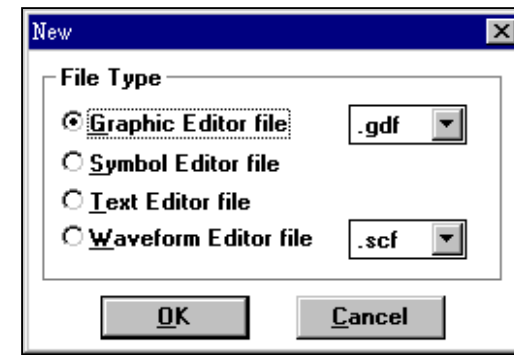 New
File Type
Graphic Editor file .gdf
Symbol Editor file
Text Editor file
Waveform Editor file .scf
OK Cancel